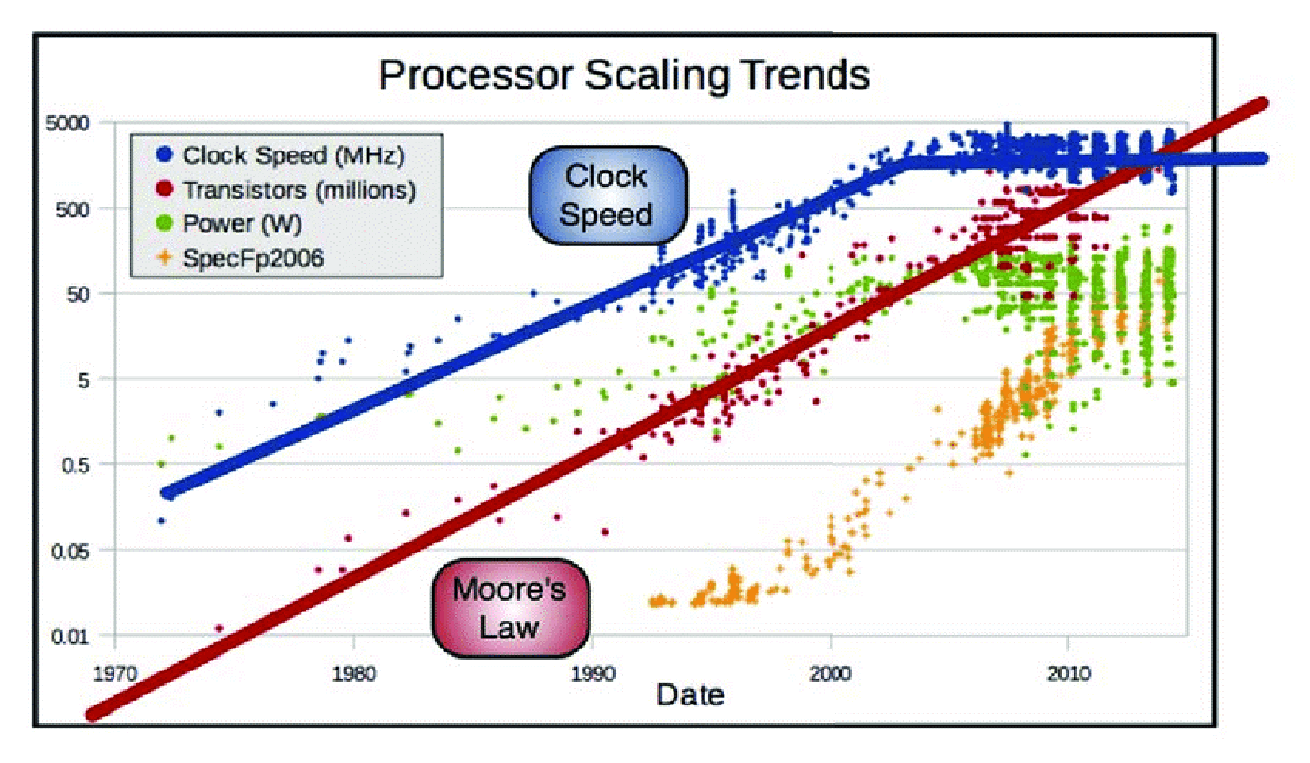 Processor Scaling Trends
5000
500
50
5
0.5
0.05
0.01
Clock Speed (MHz)
Transistors (millions)
Power (W)
SpecFp2006
Clock
Speed
Moore's
Law
1970
1980
1990
2000
2010
Date